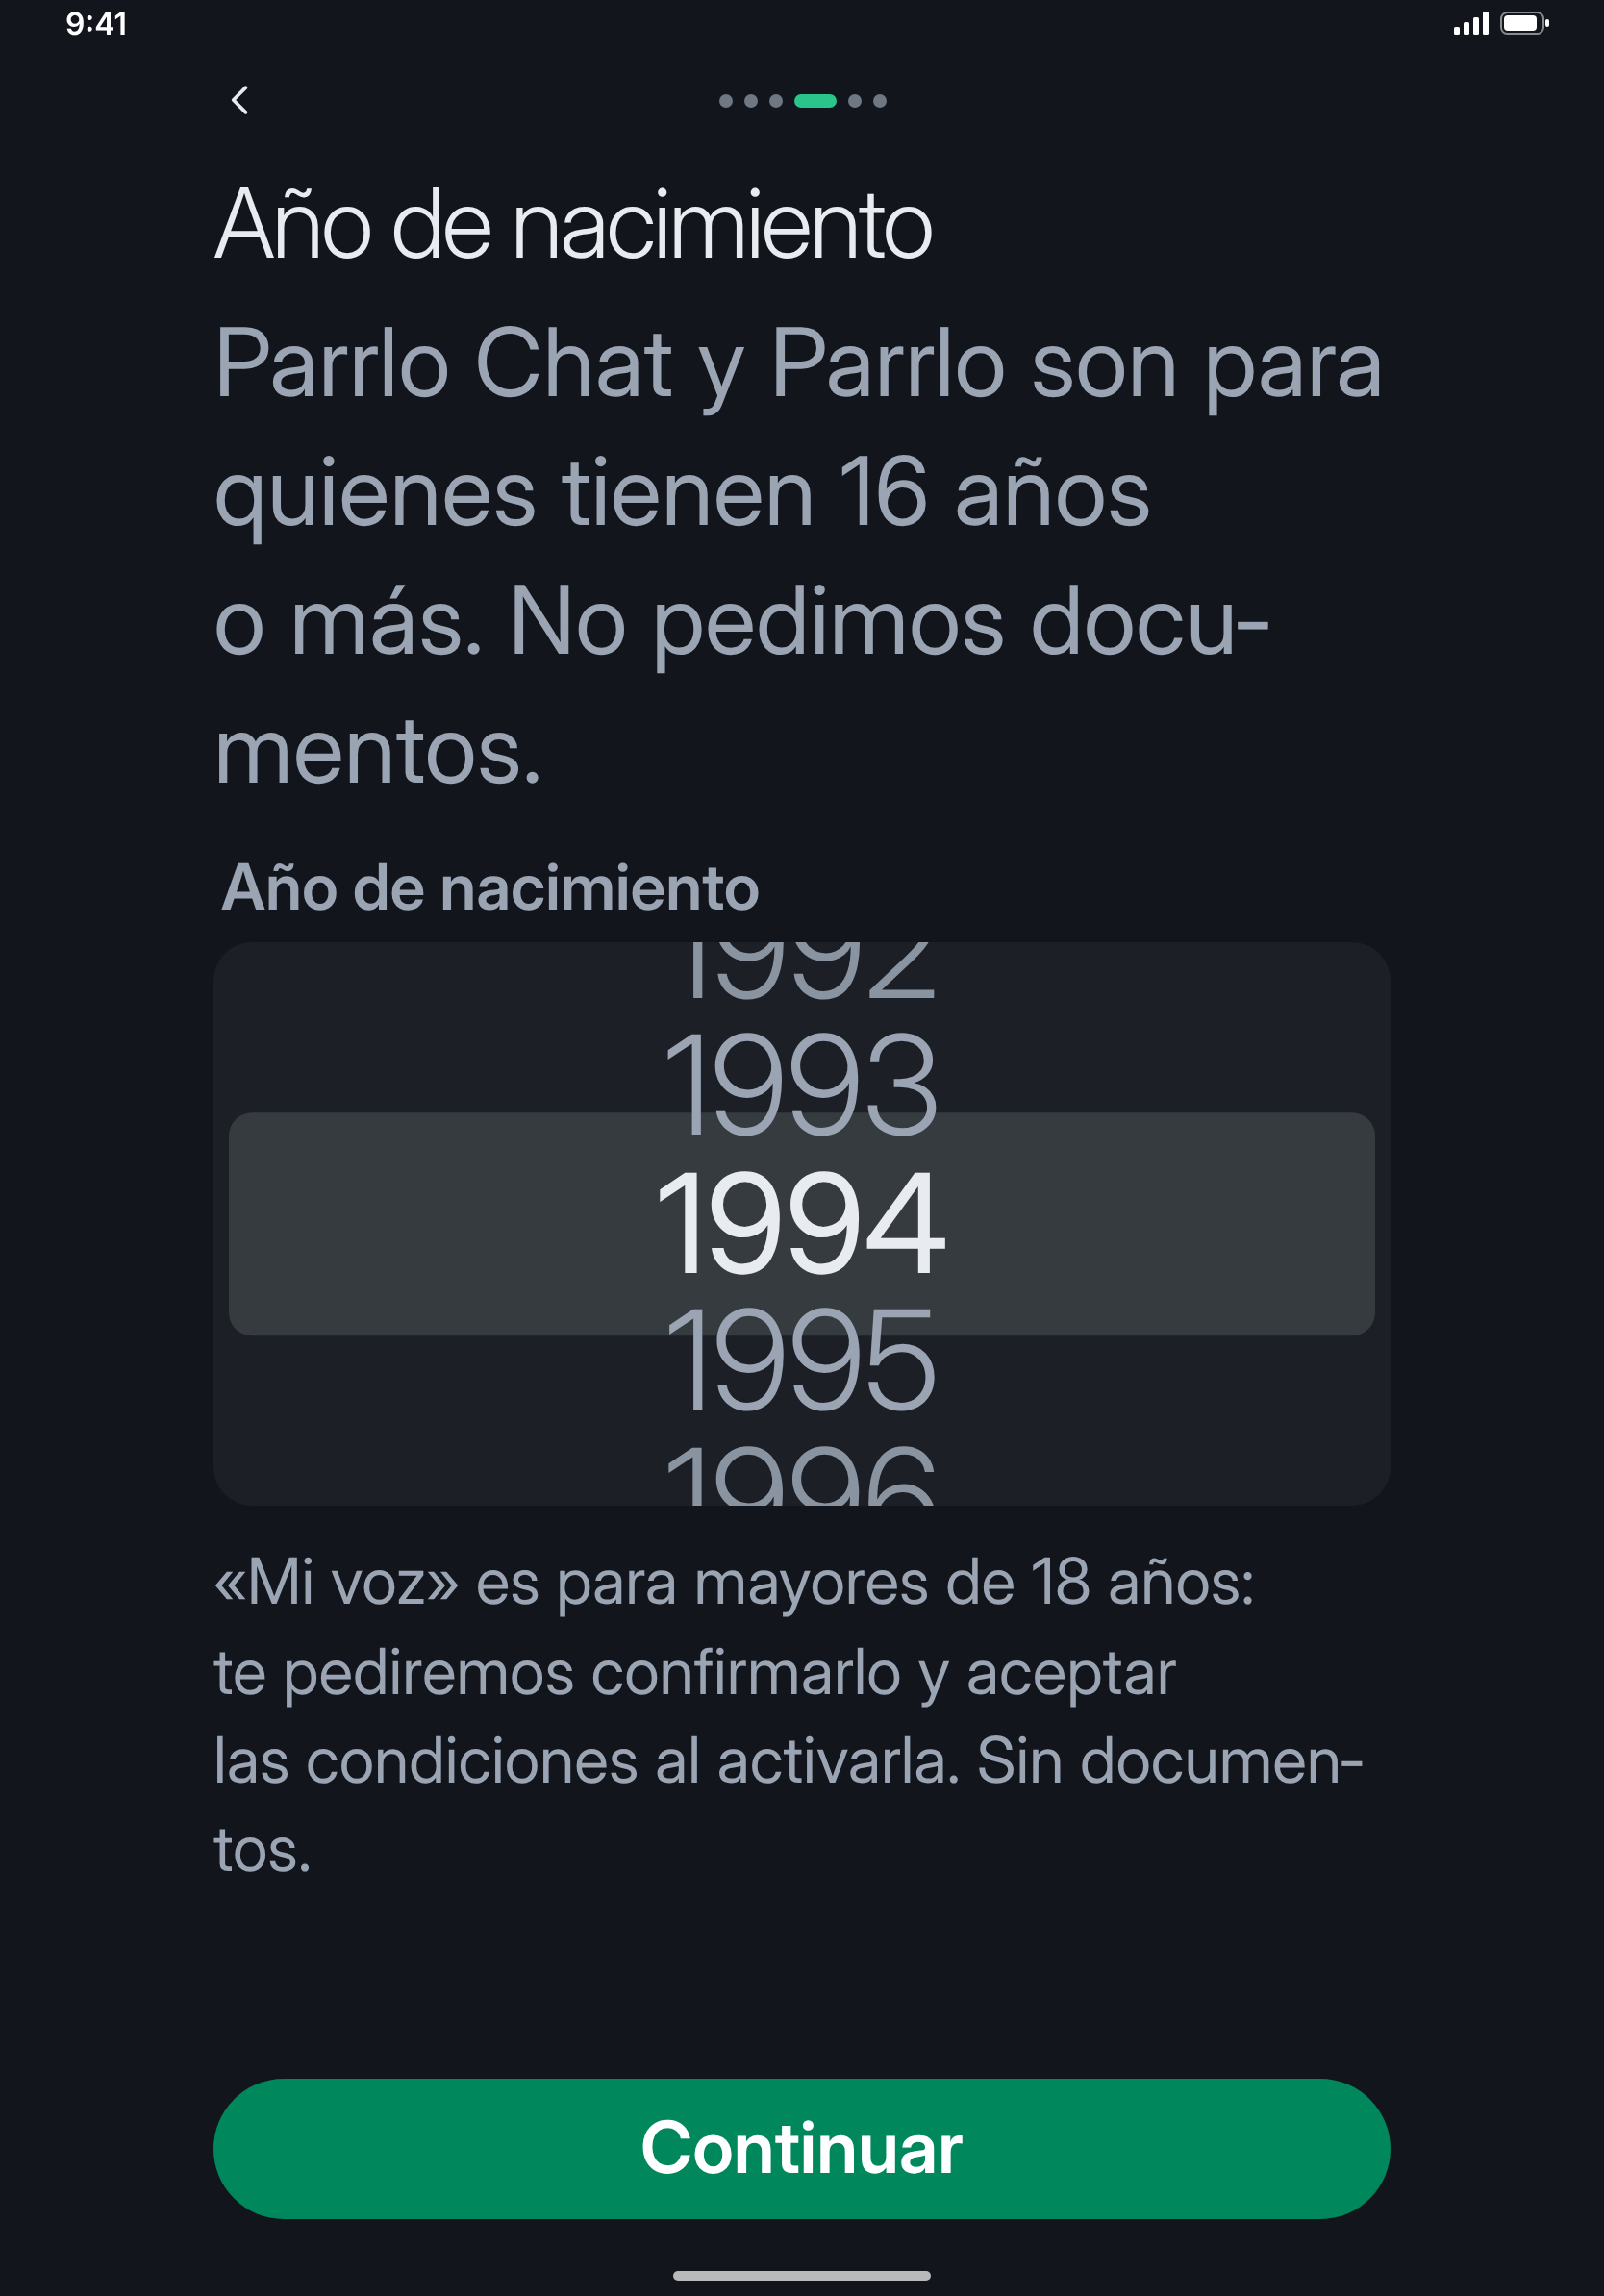 9:41
Año de nacimiento
Parrlo Chat y Parrlo son para
quienes tienen 16 años
o más. No pedimos docu-
mentos.
Año de nacimiento
1992
1993
1994
1995
1996
«Mi voz» es para mayores de 18 años:
te pediremos confirmarlo y aceptar
las condiciones al activarla. Sin documen-
tos.
Continuar